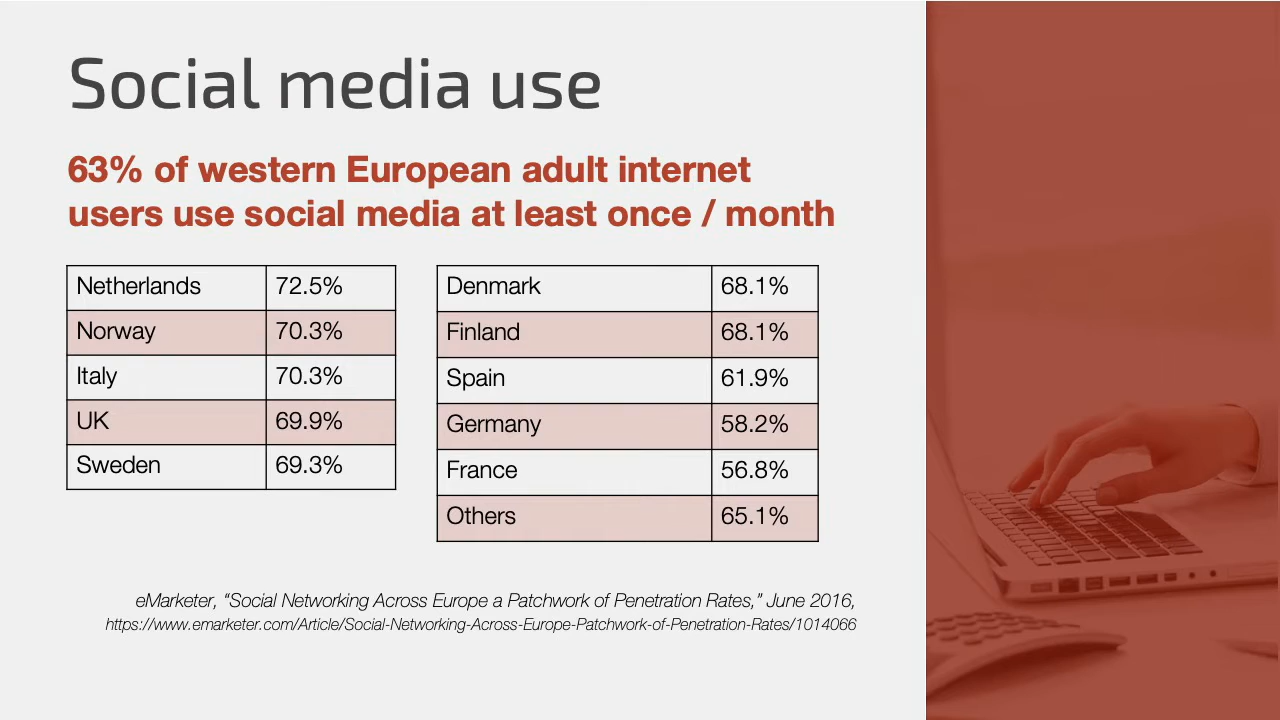 Social media use
63% of western European adult internet
users use social media at least once / month
Netherlands 72.5%
Norway 70.3%
Italy 70.3%
UK 69.9%
Sweden 69.3%
Denmark 68.1%
Finland 68.1%
Spain 61.9%
Germany 58.2%
France 56.8%
Others 65.1%
eMarketer, “Social Networking Across Europe a Patchwork of Penetration Rates,” June 2016,
https://www.emarketer.com/Article/Social-Networking-Across-Europe-Patchwork-of-Penetration-Rates/1014066